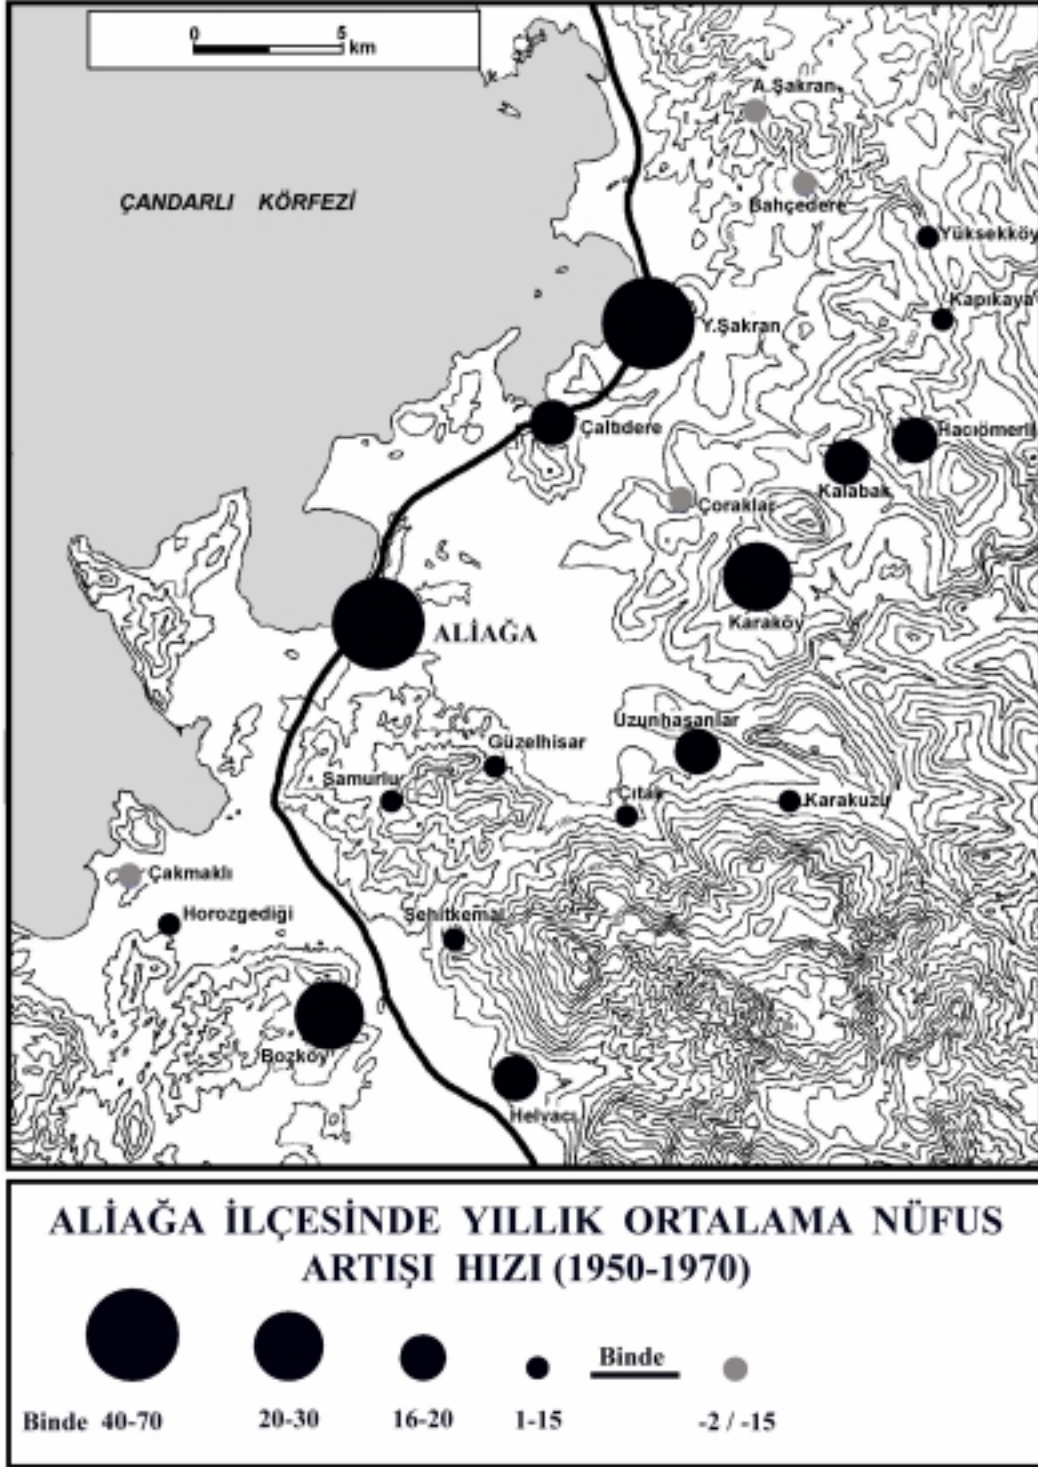 0 5
km
A.Şakran
ÇANDARLI KÖRFEZİ
Bahçedere
Yüksekköy
Kapıkaya
Y.Şakran
Çaltıdere
Hacıömerli
Kalabak
Çoraklar
Karaköy
ALİAĞA
Uzunhasanlar
Güzelhisar
Samurlu
Çıtak
Karakuzu
Çakmaklı
Horozgediği
Şehitkemal
Bozköy
Helvacı
ALİAĞA İLÇESİNDE YILLIK ORTALAMA NÜFUS
ARTIŞI HIZI (1950-1970)
Binde
Binde 40-70 20-30 16-20 1-15 -2 / -15